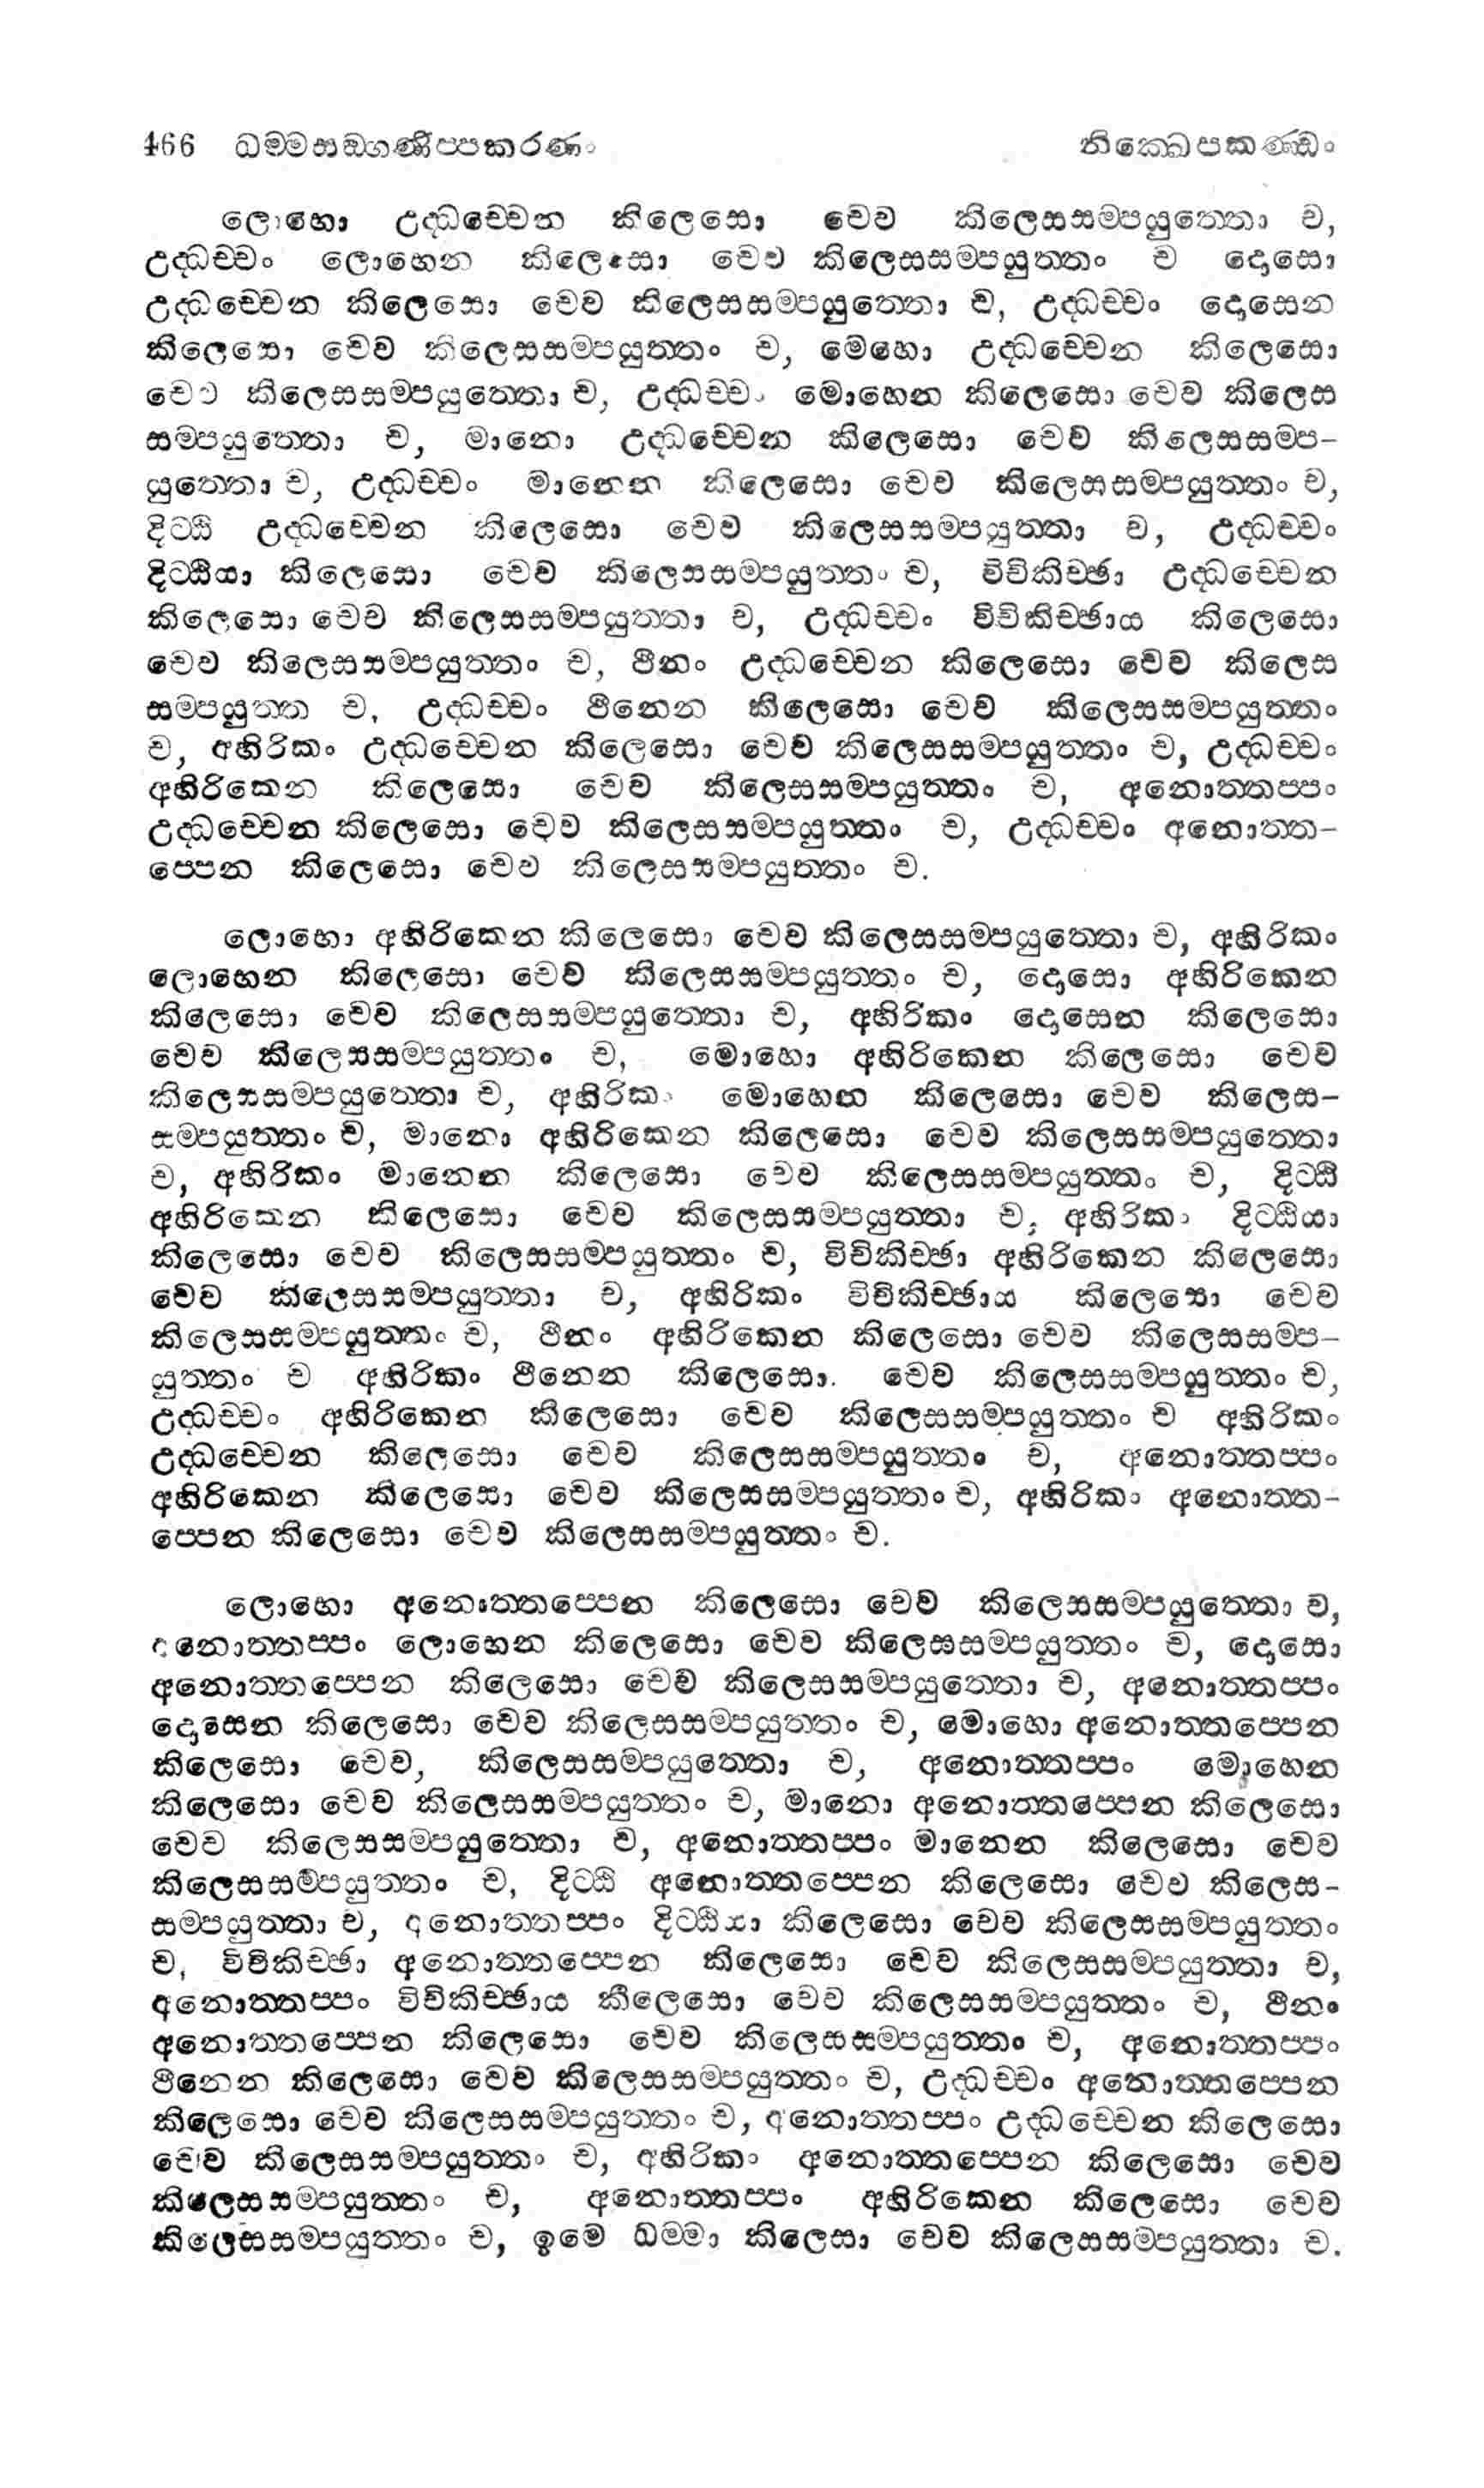 466 ධම්මසඞ්ගණිප්පකරණං නික්ඛෙපකණ්ඩං
ලොභො උද්ධච්චෙන කිලෙසො චෙව කිලෙසසම්පයුත්තො ච,
උද්ධච්චං ලොභෙන කිලෙසො චෙව කිලෙසසම්පයුත්තං ච දොසො
උද්ධච්චෙන කිලෙසො චෙව කිලෙසසම්පයුත්තො ච, උද්ධච්චං දොසෙන
කිලෙසො චෙව කිලෙසසම්පයුත්තං ච, මෙහො උද්ධච්චෙන කිලෙසො
චෙව කිලෙසසම්පයුත්තො ච, උද්ධච්චං මොහෙන කිලෙසො චෙව කිලෙස
සම්පයුත්තො ච, මානො උද්ධච්චෙන කිලෙසො චෙව කිලෙසසම්ප-
යුත්තො ච, උද්ධච්චං මානෙන කිලෙසො චෙව කිලෙසසම්පයුත්තං ච,
දිට්ඨි උද්ධච්චෙන කිලෙසො චෙව කිලෙසසම්පයුත්තා ච, උද්ධච්චං
දිට්ඨියා කිලෙසො චෙව කිලෙසසම්පයුත්තං ච, විචිකිච්ඡා උද්ධච්චෙන
කිලෙසො චෙව කිලෙසසම්පයුත්තා ච, උද්ධච්චං විචිකිච්ඡාය කිලෙසො
චෙව කිලෙසසම්පයුත්තං ච, ථිනං උද්ධච්චෙන කිලෙසො චෙව කිලෙස
සම්පයුත්ත ච, උද්ධච්චං ථිනෙන කිලෙසො චෙව කිලෙසසම්පයුත්තං
ච, අහිරිකං උද්ධච්චෙන කිලෙසො චෙව කිලෙසසම්පයුත්තං ච, උද්ධච්චං
අහිරිකෙන කිලෙසො චෙව කිලෙසසම්පයුත්තං ච, අනොත්තප්පං
උද්ධච්චෙන කිලෙසො චෙව කිලෙසසම්පයුත්තං ච, උද්ධච්චං අනොත්ත-
ප්පෙන කිලෙසො චෙව කිලෙසසම්පයුත්තං ච.
ලොභො අහිරිකෙන කිලෙසො චෙව කිලෙසසම්පයුත්තො ච, අහිරිකං
ලොභෙන කිලෙසො චෙව කිලෙසසම්පයුත්තං ච, දොසො අහිරිකෙන
කිලෙසො චෙව කිලෙසසම්පයුත්තො ච, අහිරිකං දොසෙන කිලෙසො
චෙව කිලෙසසම්පයුත්තං ච, මොහො අහිරිකෙන කිලෙසො චෙව
කිලෙසසම්පයුත්තො ච, අහිරිකං මොහෙන කිලෙසො චෙව කිලෙස-
සම්පයුත්තං ච, මානො අහිරිකෙන කිලෙසො චෙව කිලෙසසම්පයුත්තො
ච, අහිරිකං මානෙන කිලෙසො චෙව කිලෙසසම්පයුත්තං ච, දිට්ඨි
අහිරිකෙන කිලෙසො චෙව කිලෙසසම්පයුත්තා ච, අහිරිකං දිට්ඨියා
කිලෙසො චෙව කිලෙසසම්පයුත්තං ච, විචිකිච්ඡා අහිරිකෙන කිලෙසො
චෙව කිලෙසසම්පයුත්තා ච, අහිරිකං විචිකිච්ඡාය කිලෙසො චෙව
කිලෙසසම්පයුත්තං ච, ථිනං අහිරිකෙන කිලෙසො චෙව කිලෙසසම්ප-
යුත්තං ච අහිරිකං ථිනෙන කිලෙසො. චෙව කිලෙසසම්පයුත්තං ච,
උද්ධච්චං අහිරිකෙන කිලෙසො චෙව කිලෙසසම්පයුත්තං ච අහිරිකං
උද්ධච්චෙන කිලෙසො චෙව කිලෙසසම්පයුත්තං ච, අනොත්තප්පං
අහිරිකෙන කිලෙසො චෙව කිලෙසසම්පයුත්තං ච, අහිරිකං අනොත්ත-
ප්පෙන කිලෙසො චෙව කිලෙසසම්පයුත්තං ච.
ලොභො අනොත්තප්පෙන කිලෙසො චෙව කිලෙසසම්පයුත්තො ච,
අනොත්තප්පං ලොභෙන කිලෙසො චෙව කිලෙසසම්පයුත්තං ච, දොසො
අනොත්තප්පෙන කිලෙසො චෙව කිලෙසසම්පයුත්තො ච, අනොත්තප්පං
දොසෙන කිලෙසො චෙව කිලෙසසම්පයුත්තං ච, මොහො අනොත්තප්පෙන
කිලෙසො චෙව, කිලෙසසම්පයුත්තො ච, අනොත්තප්පං මොහෙන
කිලෙසො චෙව කිලෙසසම්පයුත්තං ච, මානො අනොත්තප්පෙන කිලෙසො
චෙව කිලෙසසම්පයුත්තො ච, අනොත්තප්පං මානෙන කිලෙසො චෙව
කිලෙසසම්පයුත්තං ච, දිට්ඨි අනොත්තප්පෙන කිලෙසො චෙව කිලෙස-
සම්පයුත්තා ච, අනොත්තප්පං දිට්ඨියා කිලෙසො චෙව කිලෙසසම්පයුත්තං
ච, විචිකිච්ඡා අනොත්තප්පෙන කිලෙසො චෙව කිලෙසසම්පයුත්තා ච,
අනොත්තප්පං විචිකිච්ඡාය කිලෙසො චෙව කිලෙසසම්පයුත්තං ච, ථිනං
අනොත්තප්පෙන කිලෙසො චෙව කිලෙසසම්පයුත්තං ච, අනොත්තප්පං
ථිනෙන කිලෙසො චෙව කිලෙසසම්පයුත්තං ච, උද්ධච්චං අනොත්තප්පෙන
කිලෙසො චෙව කිලෙසසම්පයුත්තං ච, අනොත්තප්පං උද්ධච්චෙන කිලෙසො
චෙව කිලෙසසම්පයුත්තං ච, අහිරිකං අනොත්තප්පෙන කිලෙසො චෙව
කිලෙසසම්පයුත්තං ච, අනොත්තප්පං අහිරිකෙන කිලෙසො චෙව
කිලෙසසම්පයුත්තං ච, ඉමෙ ධම්මා කිලෙසා චෙව කිලෙසසම්පයුත්තා ච.